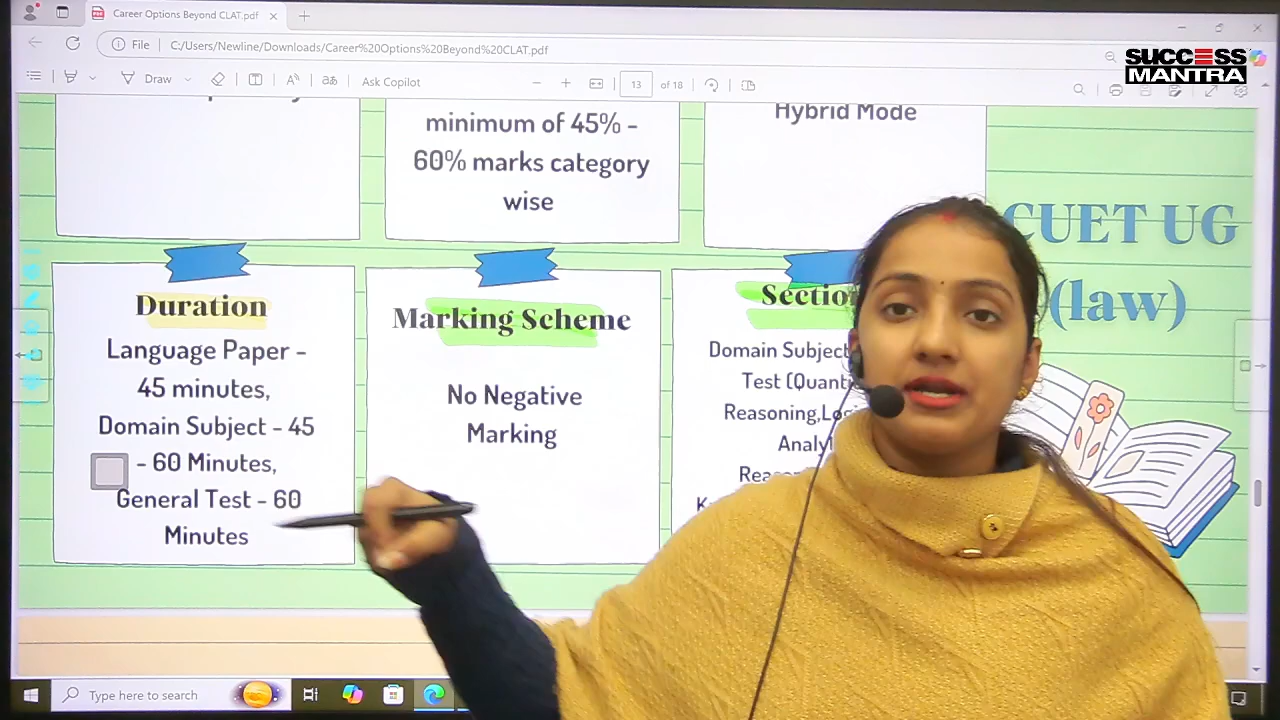 Career Options Beyond CLAT.pdf
File
C:/Users/Newline/Downloads/Career%20Options%20Beyond%20CLAT.pdf
SUCCESS
MANTRA
Draw
Ask Copilot
13
of 18
minimum of 45% -
60% marks category
wise
Hybrid Mode
CUET UG
(law)
Duration
Language Paper -
45 minutes,
Domain Subject - 45
- 60 Minutes,
General Test - 60
Minutes
Marking Scheme
No Negative
Marking
Domain Subject
Test (Quanti
Reasoning,Lo
Analy
Type here to search